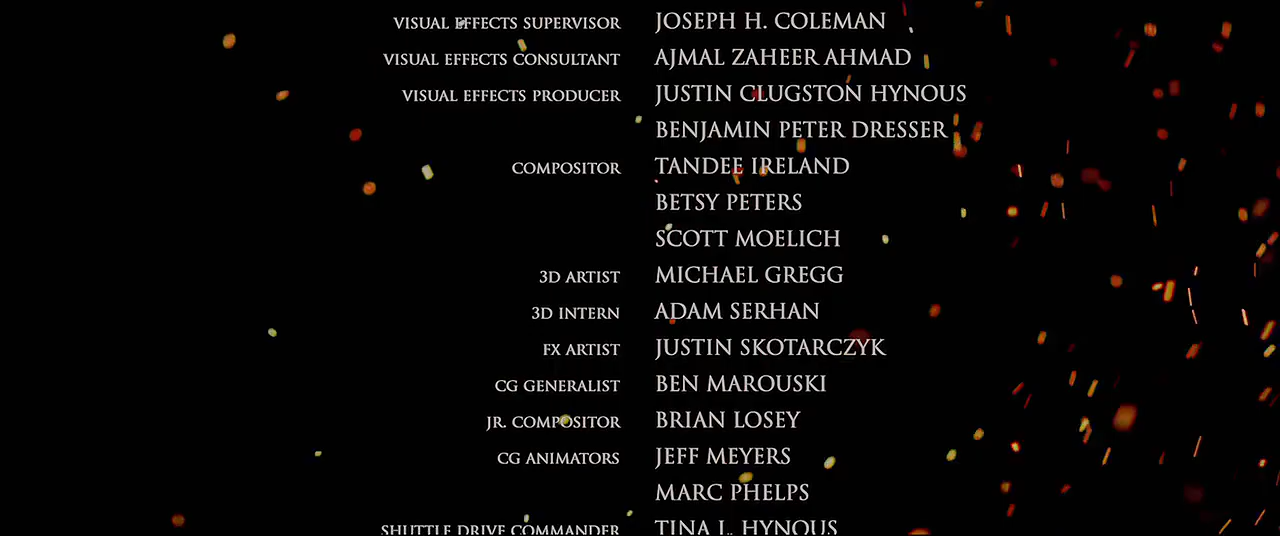 VISUAL EFFECTS SUPERVISOR JOSEPH H. COLEMAN
VISUAL EFFECTS CONSULTANT AJMAL ZAHEER AHMAD
VISUAL EFFECTS PRODUCER JUSTIN CLUGSTON HYNOUS
BENJAMIN PETER DRESSER
COMPOSITOR TANDEE IRELAND
BETSY PETERS
SCOTT MOELICH
3D ARTIST MICHAEL GREGG
3D INTERN ADAM SERHAN
FX ARTIST JUSTIN SKOTARCZYK
CG GENERALIST BEN MAROUSKI
JR. COMPOSITOR BRIAN LOSEY
CG ANIMATORS JEFF MEYERS
MARC PHELPS
SHUTTLE DRIVE COMMANDER TINA L. HYNOUS